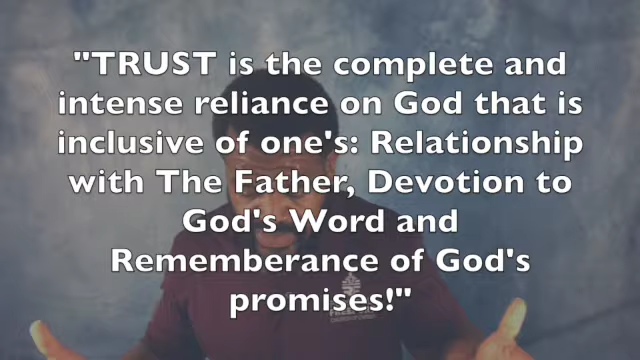 "TRUST is the complete and
intense reliance on God that is
inclusive of one's: Relationship
with The Father, Devotion to
God's Word and
Rememberance of God's
promises!"